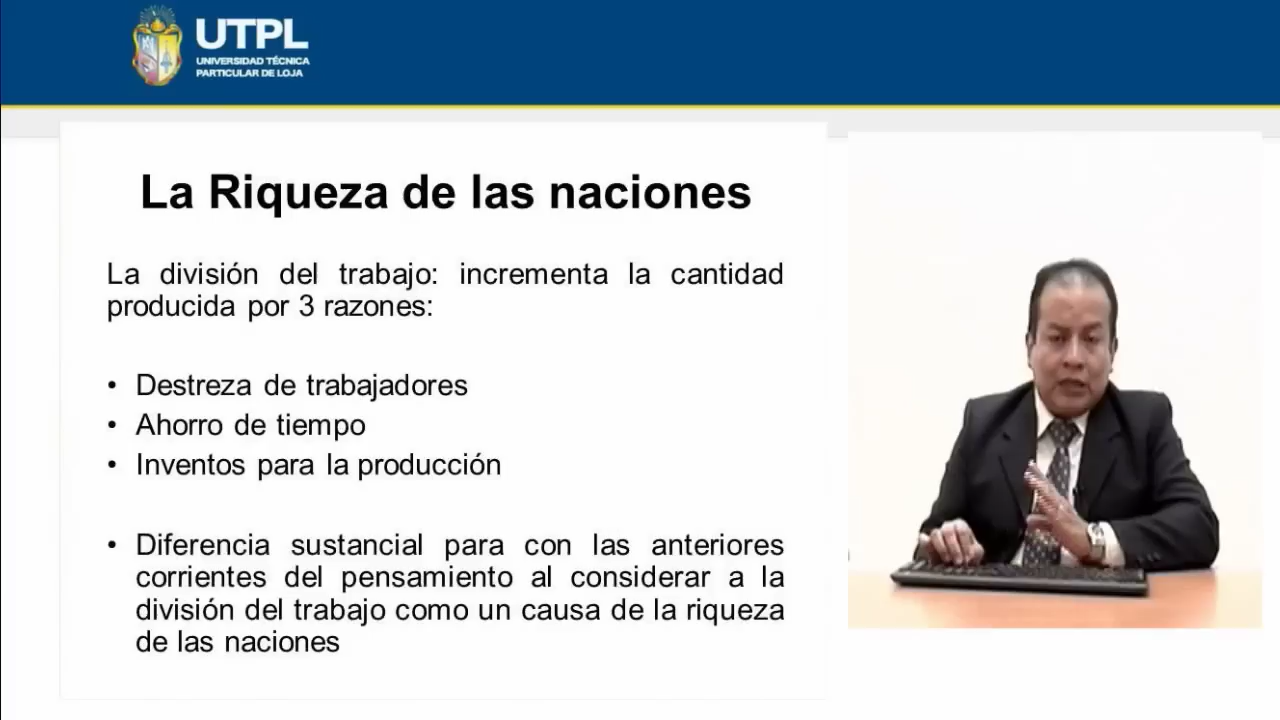 UTPL
UNIVERSIDAD TÉCNICA
PARTICULAR DE LOJA
La Riqueza de las naciones
La división del trabajo: incrementa la cantidad
producida por 3 razones:
• Destreza de trabajadores
• Ahorro de tiempo
• Inventos para la producción
• Diferencia sustancial para con las anteriores
corrientes del pensamiento al considerar a la
división del trabajo como un causa de la riqueza
de las naciones